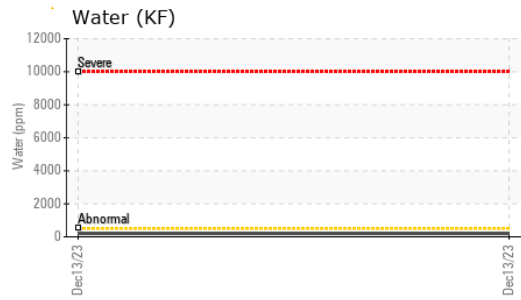 Water (KF)
12000
Severe
10000
8000
Water (ppm)
6000
4000
2000
Abnormal
0
Dec13/23
Dec13/23